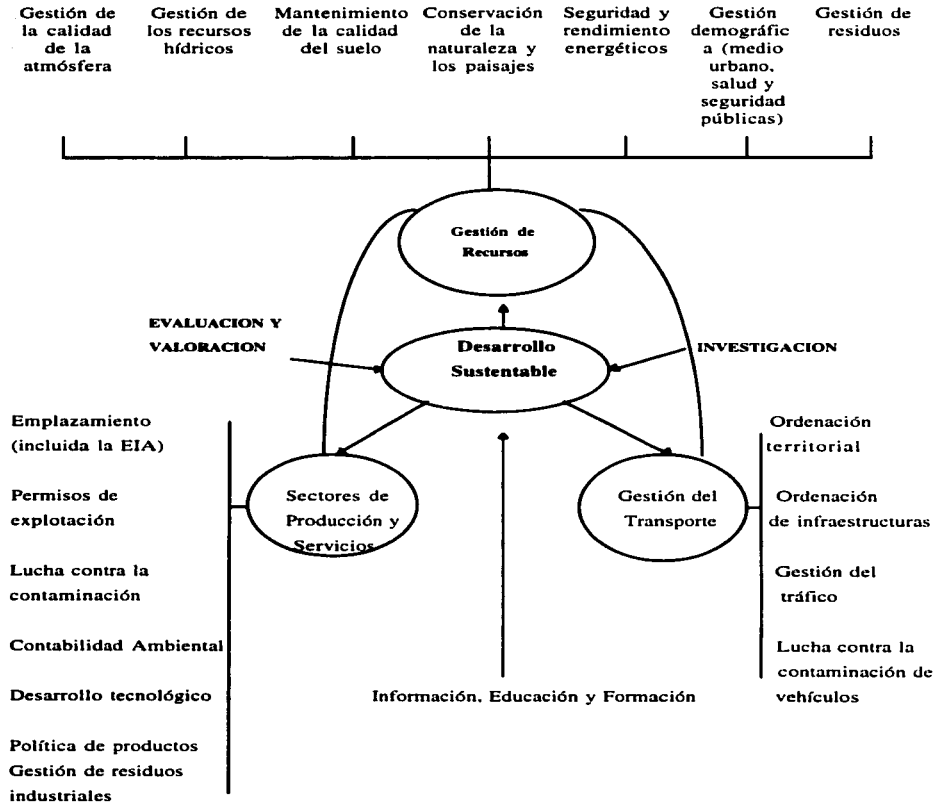 Gestión de
la calidad
de la
atmósfera
Gestión de
los recursos
hídricos
Mantenimiento
de la calidad
del suelo
Conservación
de la
naturaleza y
los paisajes
Seguridad y
rendimiento
energéticos
Gestión
demográfic
a (medio
urbano,
salud y
seguridad
públicas)
Gestión de
residuos
Gestión de
Recursos
EVALUACION Y
VALORACION
Desarrollo
Sustentable
INVESTIGACION
Emplazamiento
(incluida la EIA)
Permisos de
explotación
Lucha contra la
contaminación
Contabilidad Ambiental
Desarrollo tecnológico
Política de productos
Gestión de residuos
industriales
Sectores de
Producción y
Servicios
Gestión del
Transporte
Ordenación
territorial
Ordenación
de infraestructuras
Gestión del
tráfico
Lucha contra la
contaminación de
vehículos
Información, Educación y Formación